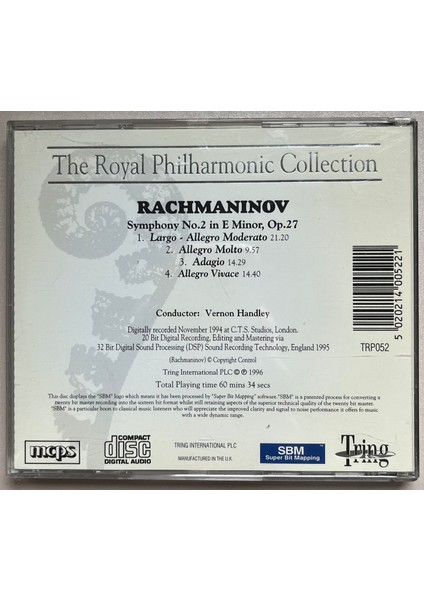 The Royal Philharmonic Collection
RACHMANINOV
Symphony No.2 in E Minor, Op.27
1. Largo - Allegro Moderato 21.20
2. Allegro Molto 9.57
3. Adagio 14.29
4. Allegro Vivace 14.40
Conductor: Vernon Handley
Digitally recorded November 1994 at C.T.S. Studios, London.
20 Bit Digital Recording, Editing and Mastering via
32 Bit Digital Sound Processing (DSP) Sound Recording Technology, England 1995
(Rachmaninov) © Copyright Control
Tring International PLC © ℗ 1996
Total Playing time 60 mins 34 secs
5 020214 005221
TRP052
This disc displays the "SBM" logo which means it has been processed by "Super Bit Mapping" software. "SBM" is a patented process for converting a
twenty bit master recording into the sixteen bit format whilst maintaining the original dynamics and superior quality of the original twenty bit master.
"SBM" is a particular boon to classical music listeners who will appreciate the improved clarity and signal to noise performance it offers to music with
a wide dynamic range.
mcps
COMPACT
disc
DIGITAL AUDIO
TRING INTERNATIONAL PLC
MANUFACTURED IN THE U.K.
SBM
Super Bit Mapping
Tring